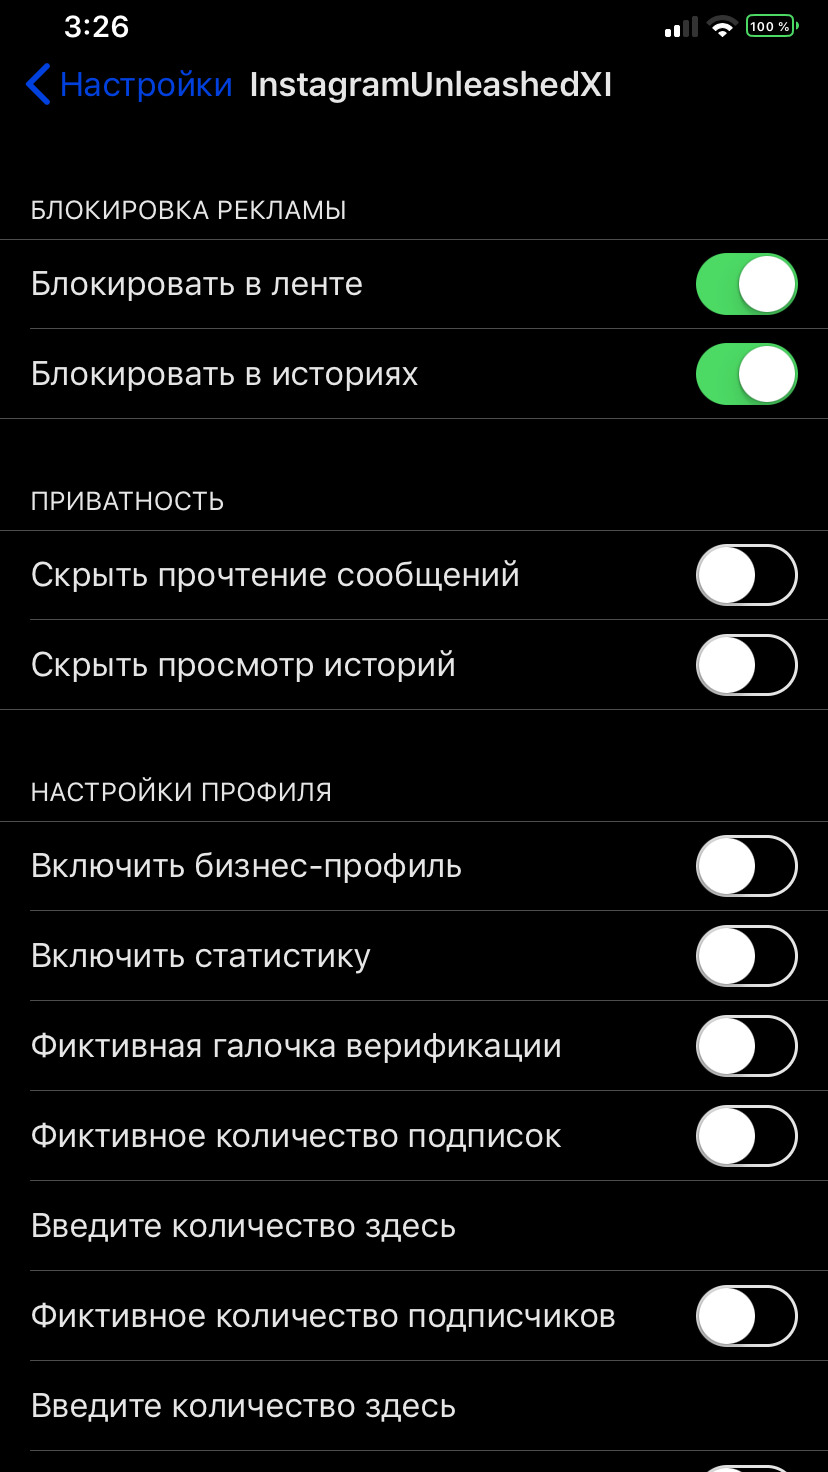 3:26
100 %
Настройки InstagramUnleashedXI
БЛОКИРОВКА РЕКЛАМЫ
Блокировать в ленте
Блокировать в историях
ПРИВАТНОСТЬ
Скрыть прочтение сообщений
Скрыть просмотр историй
НАСТРОЙКИ ПРОФИЛЯ
Включить бизнес-профиль
Включить статистику
Фиктивная галочка верификации
Фиктивное количество подписок
Введите количество здесь
Фиктивное количество подписчиков
Введите количество здесь